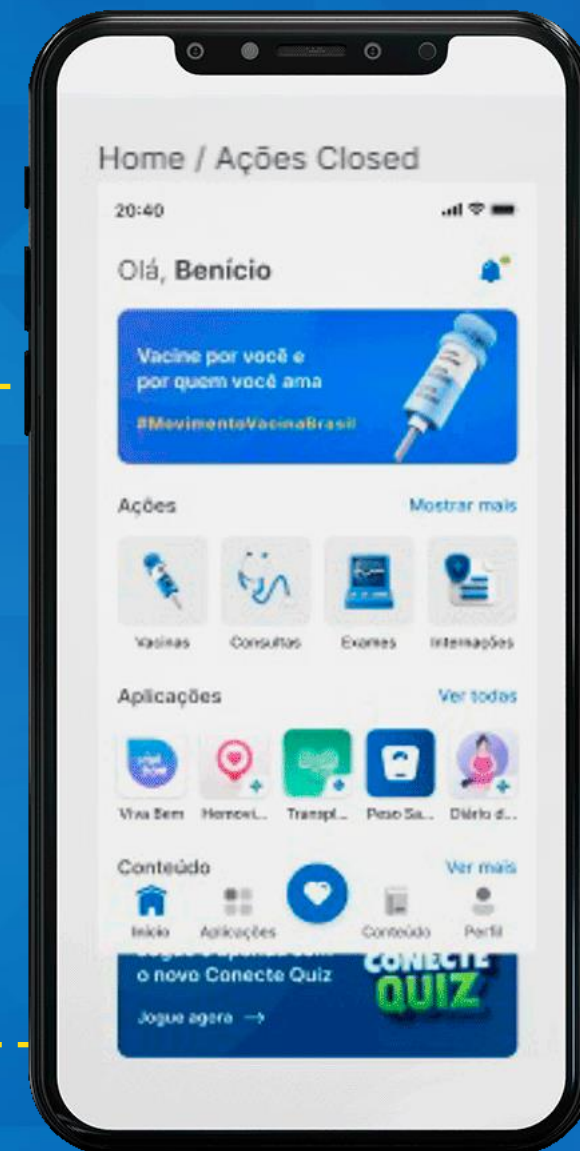 Home / Ações Closed
20:40
Olá, Benício
Vacine por você e
por quem você ama
#MovimentoVacinaBrasil
Ações Mostrar mais
Vacinas Consultas Exames Internações
Aplicações Ver todas
Viva Bem Hemovi... Transpl... Peso Sa... Diário d...
Conteúdo Ver mais
Início Aplicações Conteúdo Perfil
o novo Conecte Quiz
CONECTE
QUIZ
Jogue agora →